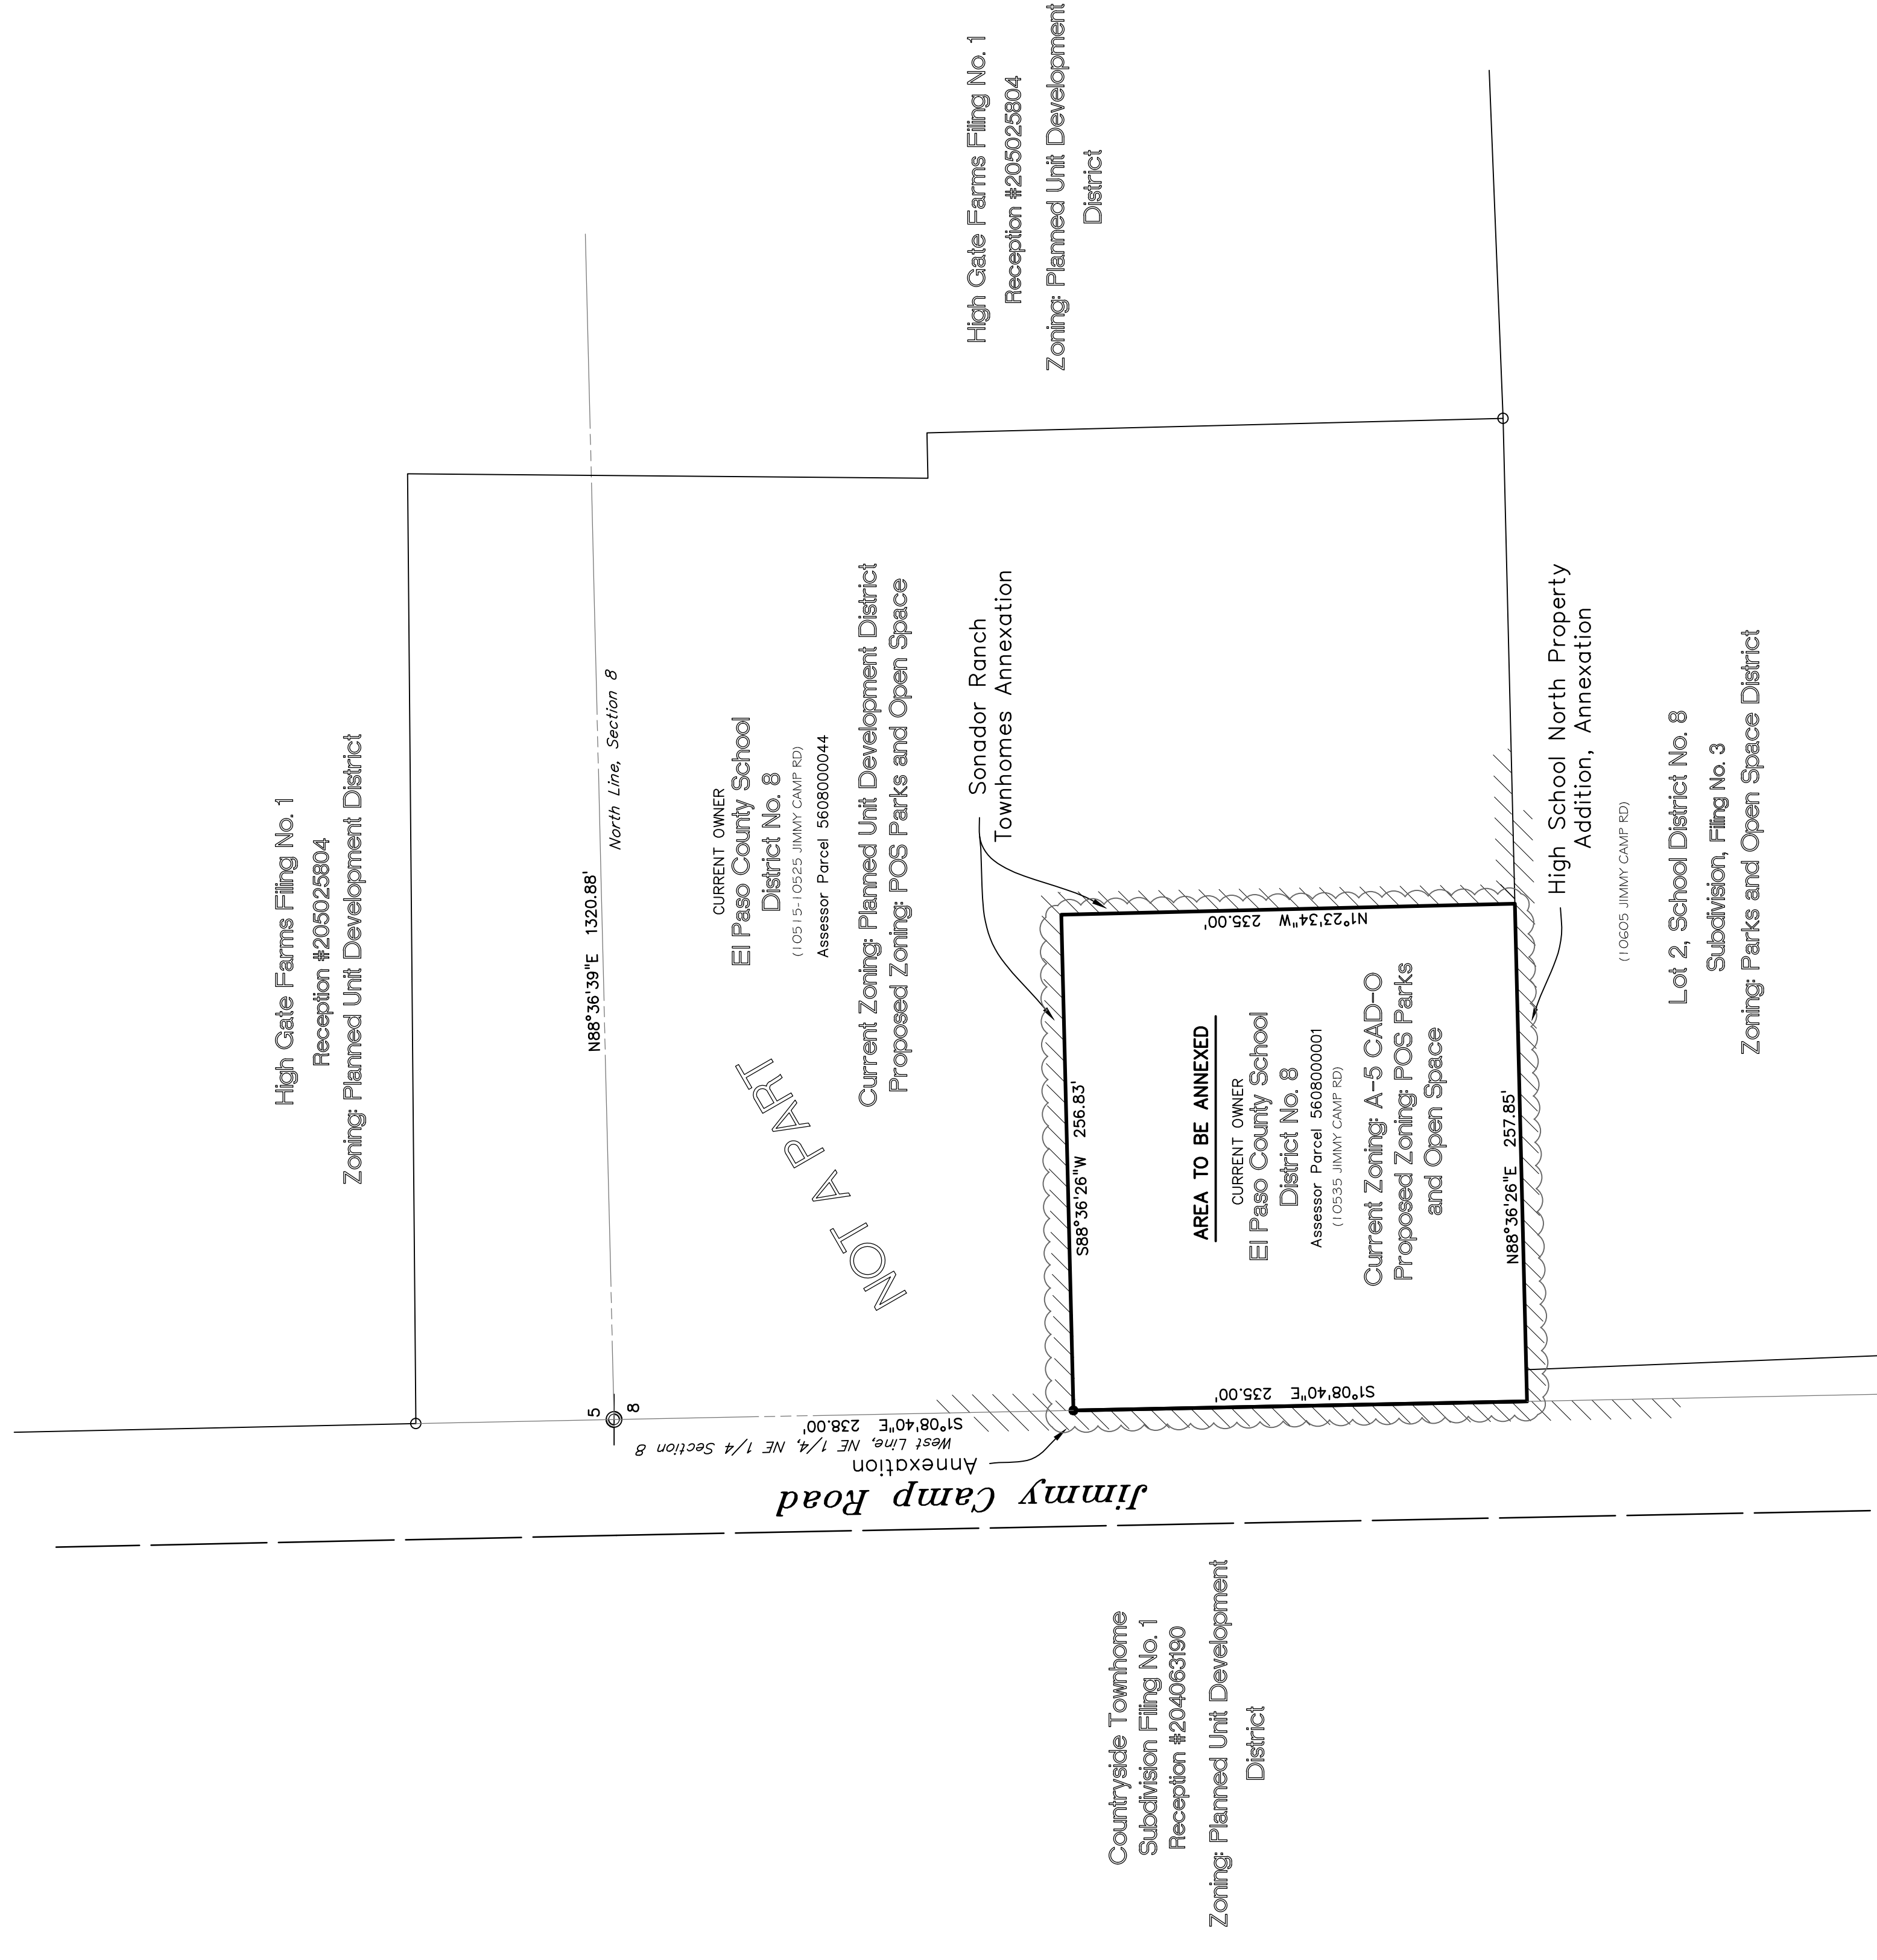 High Gate Farms Filing No. 1
Reception #205025804
Zoning: Planned Unit Development District
N88°36'39"E 1320.88'
North Line, Section 8
5
8
CURRENT OWNER
El Paso County School
District No. 8
(10515-10525 JIMMY CAMP RD)
Assessor Parcel 5608000044
Current Zoning: Planned Unit Development District
Proposed Zoning: POS Parks and Open Space
NOT A PART
High Gate Farms Filing No. 1
Reception #205025804
Zoning: Planned Unit Development
District
Sonador Ranch
Townhomes Annexation
S1°08'40"E 238.00'
West Line, NE 1/4, NE 1/4 Section 8
Annexation
Jimmy Camp Road
S88°36'26"W 256.83'
N1°23'34"W 235.00'
AREA TO BE ANNEXED
CURRENT OWNER
El Paso County School
District No. 8
Assessor Parcel 5608000001
(10535 JIMMY CAMP RD)
Current Zoning: A-5 CAD-O
Proposed Zoning: POS Parks
and Open Space
S1°08'40"E 235.00'
N88°36'26"E 257.85'
High School North Property
Addition, Annexation
(10605 JIMMY CAMP RD)
Lot 2, School District No. 8
Subdivision, Filing No. 3
Zoning: Parks and Open Space District
Countryside Townhome
Subdivision Filing No. 1
Reception #204063190
Zoning: Planned Unit Development
District